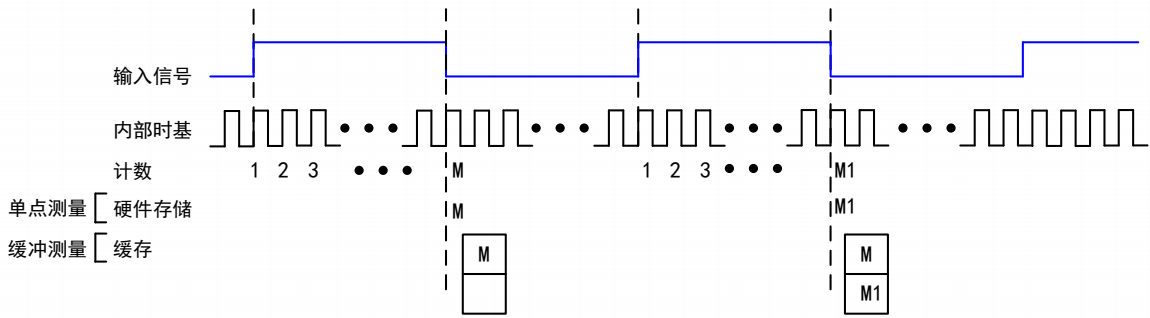 输入信号
内部时基
计数 1 2 3 M 1 2 3 M1
单点测量 硬件存储 M M1
缓冲测量 缓存 M M
M1